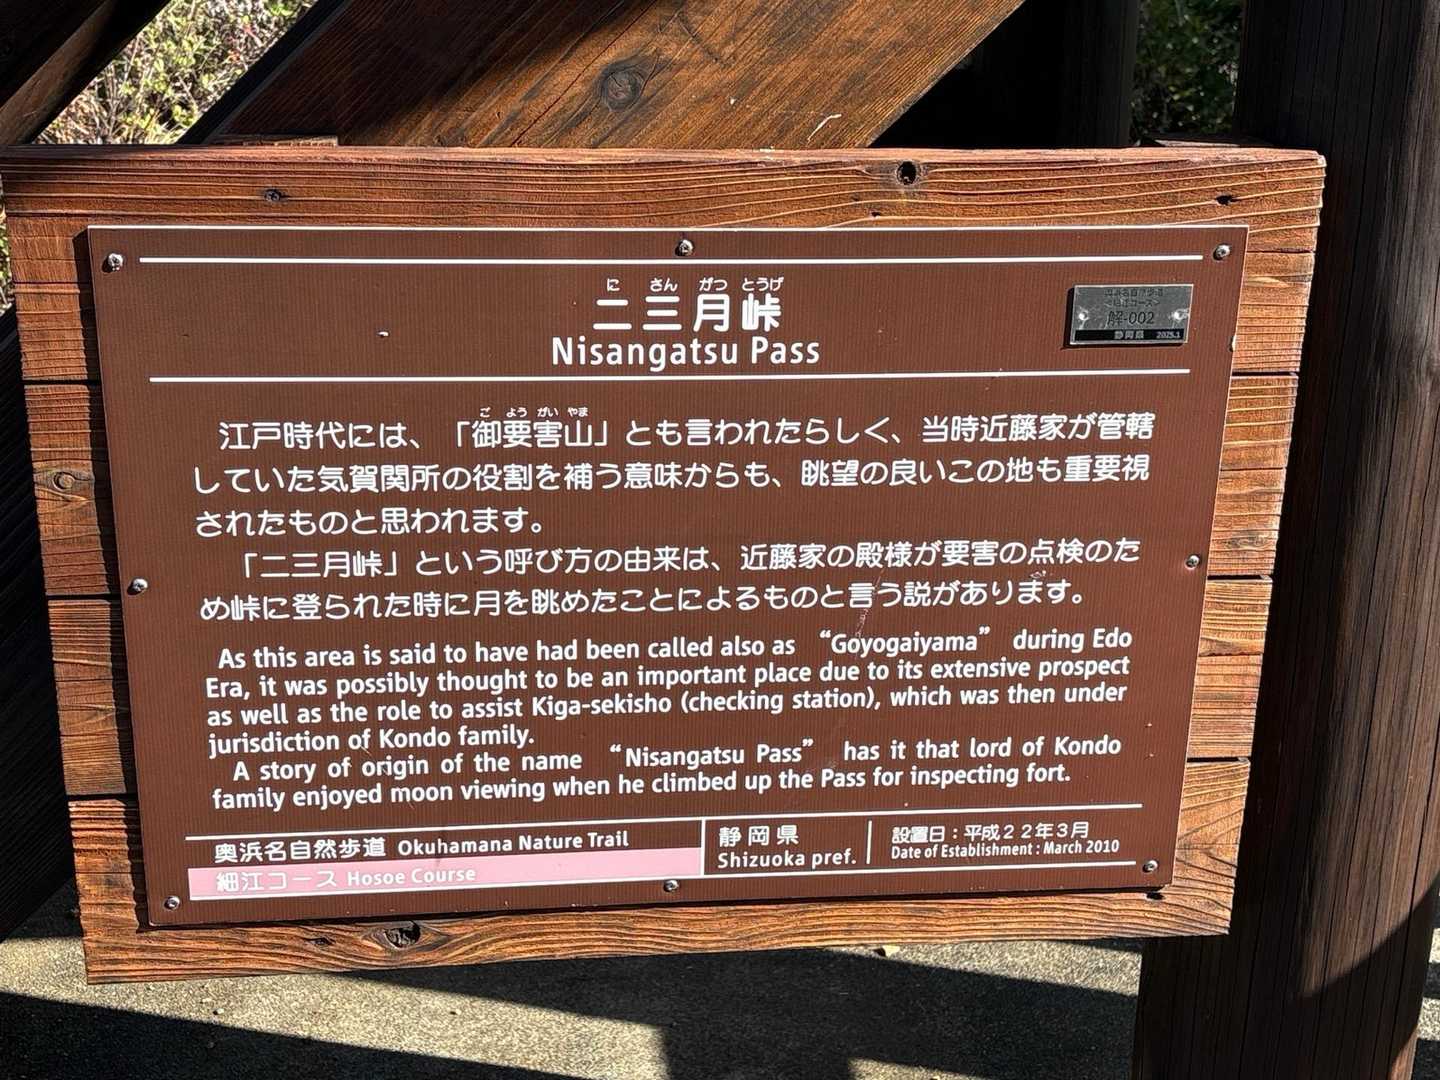 に さん がつ とうげ
二三月峠
Nisangatsu Pass
解-002
静岡県 2025.1
ご よう がい やま
江戸時代には、「御要害山」とも言われたらしく、当時近藤家が管轄
していた気賀関所の役割を補う意味からも、眺望の良いこの地も重要視
されたものと思われます。
「二三月峠」という呼び方の由来は、近藤家の殿様が要害の点検のた
め峠に登られた時に月を眺めたことによるものと言う説があります。
As this area is said to have had been called also as “Goyogaiyama” during Edo
Era, it was possibly thought to be an important place due to its extensive prospect
as well as the role to assist Kiga-sekisho (checking station), which was then under
jurisdiction of Kondo family.
A story of origin of the name “Nisangatsu Pass” has it that lord of Kondo
family enjoyed moon viewing when he climbed up the Pass for inspecting fort.
奥浜名自然歩道 Okuhamana Nature Trail
細江コース Hosoe Course
静岡県
Shizuoka pref.
設置日：平成22年3月
Date of Establishment : March 2010